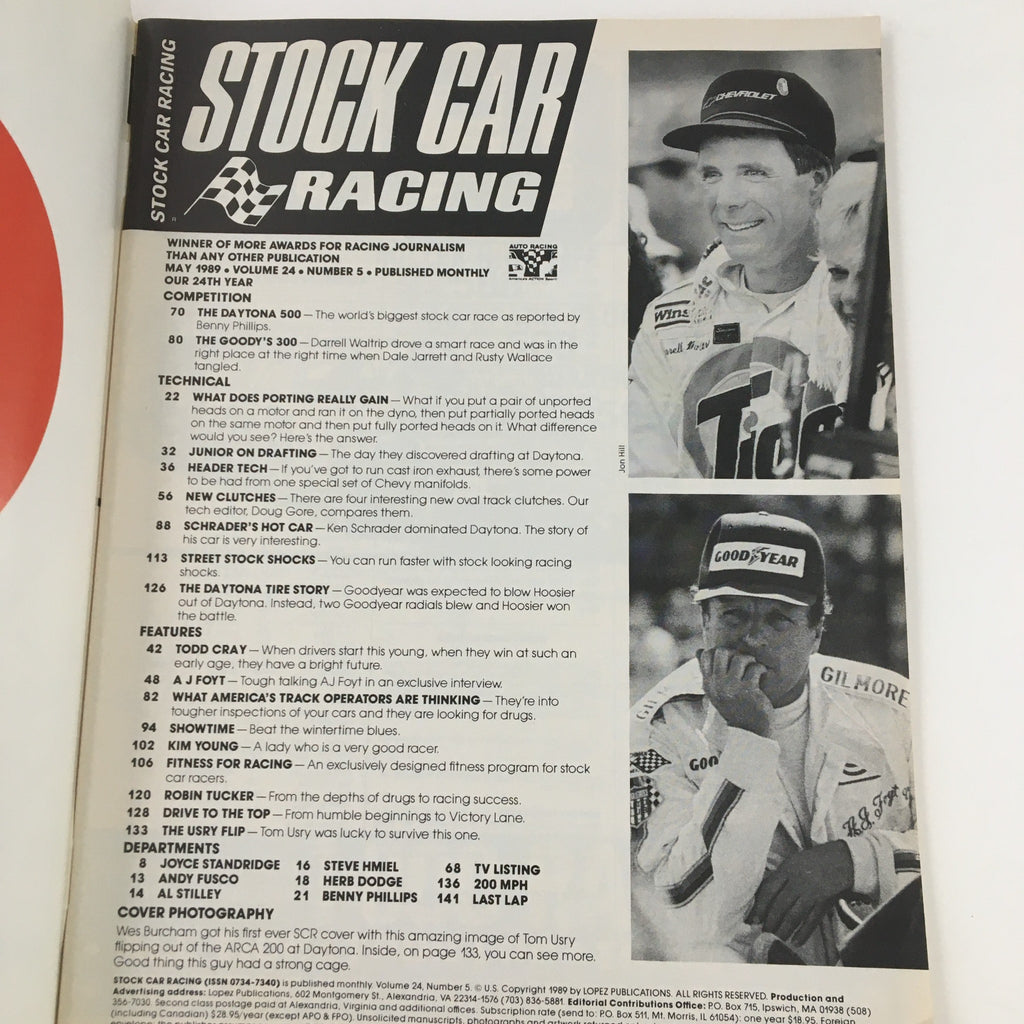 STOCK CAR RACING
STOCK CAR
RACING
WINNER OF MORE AWARDS FOR RACING JOURNALISM
THAN ANY OTHER PUBLICATION
MAY 1989 • VOLUME 24 • NUMBER 5 • PUBLISHED MONTHLY
OUR 24TH YEAR
AUTO RACING
COMPETITION
70 THE DAYTONA 500 — The world's biggest stock car race as reported by
Benny Phillips.
80 THE GOODY'S 300 — Darrell Waltrip drove a smart race and was in the
right place at the right time when Dale Jarrett and Rusty Wallace
tangled.
TECHNICAL
22 WHAT DOES PORTING REALLY GAIN — What if you put a pair of unported
heads on a motor and ran it on the dyno, then put partially ported heads
on the same motor and then put fully ported heads on it. What difference
would you see? Here's the answer.
32 JUNIOR ON DRAFTING — The day they discovered drafting at Daytona.
36 HEADER TECH — If you've got to run cast iron exhaust, there's some power
to be had from one special set of Chevy manifolds.
56 NEW CLUTCHES — There are four interesting new oval track clutches. Our
tech editor, Doug Gore, compares them.
88 SCHRADER'S HOT CAR — Ken Schrader dominated Daytona. The story of
his car is very interesting.
113 STREET STOCK SHOCKS — You can run faster with stock looking racing
shocks.
126 THE DAYTONA TIRE STORY — Goodyear was expected to blow Hoosier
out of Daytona. Instead, two Goodyear radials blew and Hoosier won
the battle.
FEATURES
42 TODD CRAY — When drivers start this young, when they win at such an
early age, they have a bright future.
48 A J FOYT — Tough talking AJ Foyt in an exclusive interview.
82 WHAT AMERICA'S TRACK OPERATORS ARE THINKING — They're into
tougher inspections of your cars and they are looking for drugs.
94 SHOWTIME — Beat the wintertime blues.
102 KIM YOUNG — A lady who is a very good racer.
106 FITNESS FOR RACING — An exclusively designed fitness program for stock
car racers.
120 ROBIN TUCKER — From the depths of drugs to racing success.
128 DRIVE TO THE TOP — From humble beginnings to Victory Lane.
133 THE USRY FLIP — Tom Usry was lucky to survive this one.
DEPARTMENTS
8 JOYCE STANDRIDGE 16 STEVE HMIEL 68 TV LISTING
13 ANDY FUSCO 18 HERB DODGE 136 200 MPH
14 AL STILLEY 21 BENNY PHILLIPS 141 LAST LAP
COVER PHOTOGRAPHY
Wes Burcham got his first ever SCR cover with this amazing image of Tom Usry
flipping out of the ARCA 200 at Daytona. Inside, on page 133, you can see more.
Good thing this guy had a strong cage.
STOCK CAR RACING (ISSN 0734-7340) is published monthly. Volume 24, Number 5. © U.S. Copyright 1989 by LOPEZ PUBLICATIONS. ALL RIGHTS RESERVED. Production and
Advertising address: Lopez Publications, 602 Montgomery St., Alexandria, VA 22314-1576 (703) 836-5881. Editorial Contributions Office: P.O. Box 715, Ipswich, MA 01938 (508)
356-7030. Second class postage paid at Alexandria, Virginia and additional offices. Subscription rate (send to: P.O. Box 511, Mt. Morris, IL 61054): one year $18.95. Foreign
(including Canadian) $28.95/year (except APO & FPO). Unsolicited manuscripts, photographs and artwork
CHEVROLET
Wins
Tide
Jon Hill
GOODYEAR
GILMORE
GIL
GOO
A.J. Foyt